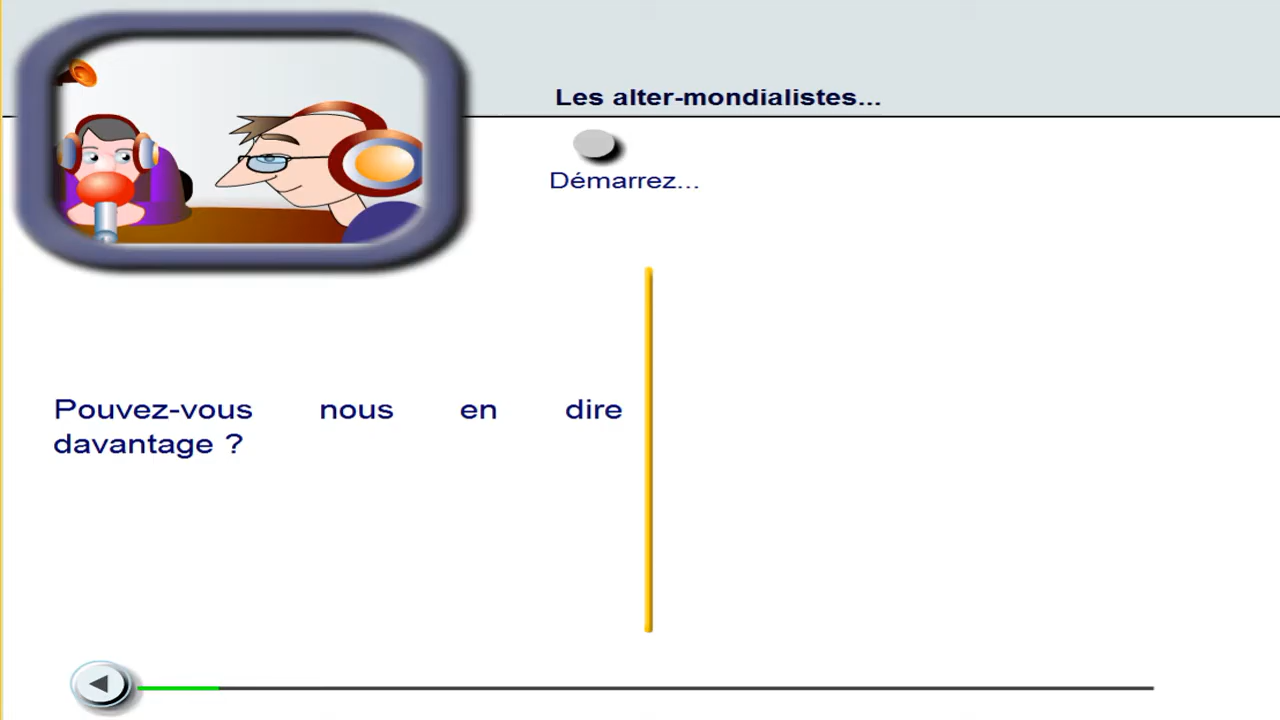 Les alter-mondialistes...
Démarrez...
Pouvez-vous nous en dire
davantage ?